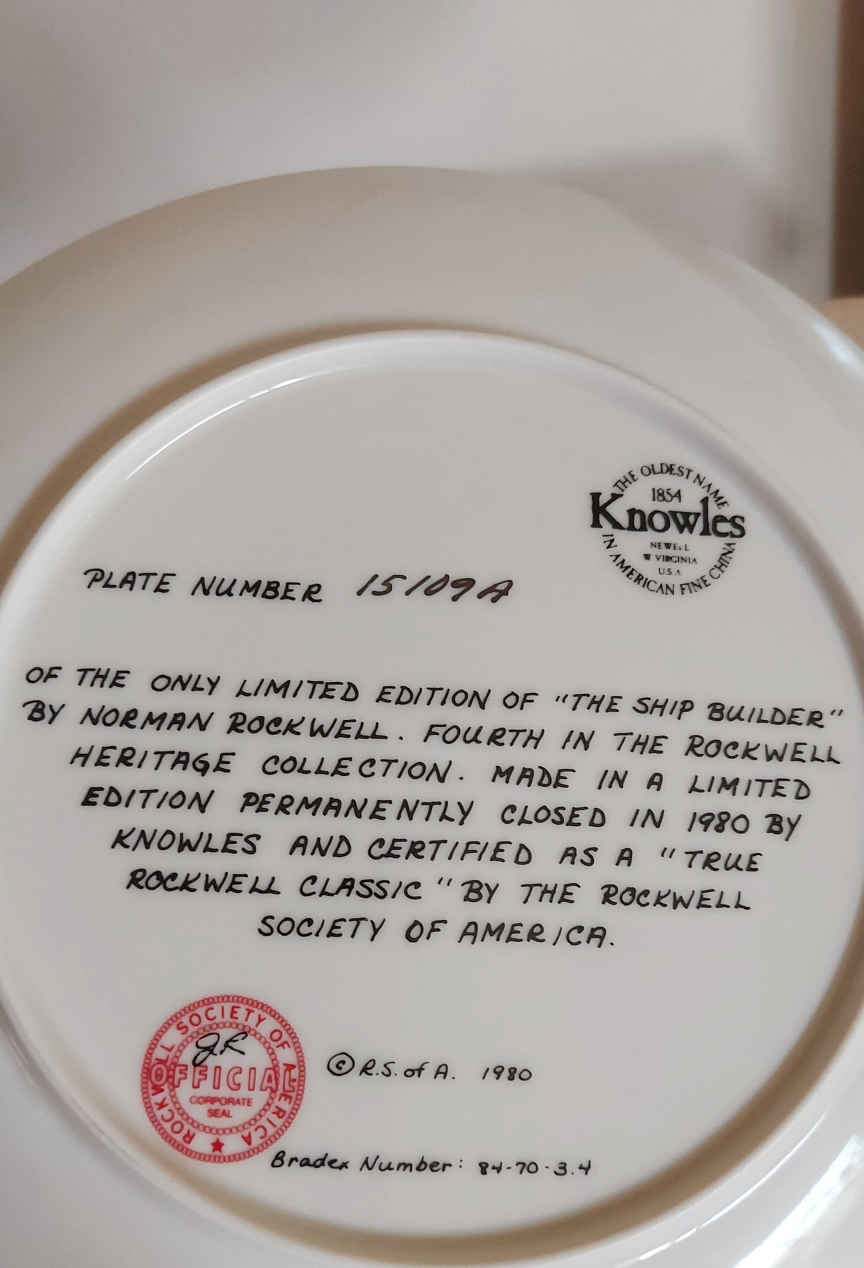 THE OLDEST NAME
1854
Knowles
NEWELL
W VIRGINIA
U.S.A
IN AMERICAN FINE CHINA
PLATE NUMBER 15109A
OF THE ONLY LIMITED EDITION OF "THE SHIP BUILDER"
BY NORMAN ROCKWELL. FOURTH IN THE ROCKWELL
HERITAGE COLLECTION. MADE IN A LIMITED
EDITION PERMANENTLY CLOSED IN 1980 BY
KNOWLES AND CERTIFIED AS A "TRUE
ROCKWELL CLASSIC" BY THE ROCKWELL
SOCIETY OF AMERICA.
ROCKWELL SOCIETY OF AMERICA
JR
OFFICIAL
CORPORATE
SEAL
© R.S. of A. 1980
Bradex Number: 84-70-3.4